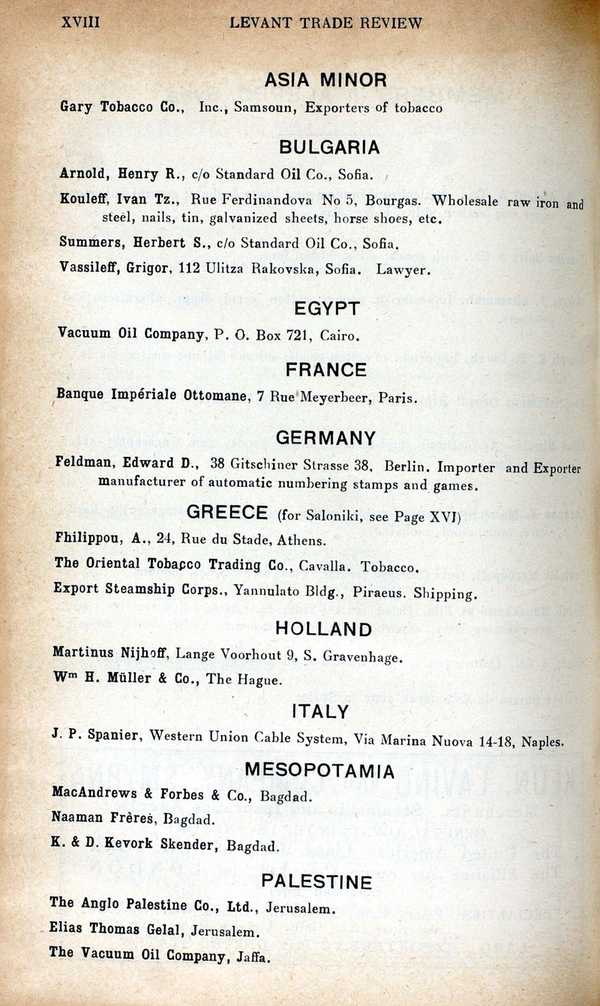 XVIII LEVANT TRADE REVIEW
ASIA MINOR
Gary Tobacco Co., Inc., Samsoun, Exporters of tobacco
BULGARIA
Arnold, Henry R., c/o Standard Oil Co., Sofia.
Kouleff, Ivan Tz., Rue Ferdinandova No 5, Bourgas. Wholesale raw iron and
steel, nails, tin, galvanized sheets, horse shoes, etc.
Summers, Herbert S., c/o Standard Oil Co., Sofia.
Vassileff, Grigor, 112 Ulitza Rakovska, Sofia. Lawyer.
EGYPT
Vacuum Oil Company, P. O. Box 721, Cairo.
FRANCE
Banque Impériale Ottomane, 7 Rue Meyerbeer, Paris.
GERMANY
Feldman, Edward D., 38 Gitschiner Strasse 38, Berlin. Importer and Exporter
manufacturer of automatic numbering stamps and games.
GREECE (for Saloniki, see Page XVI)
Fhilippou, A., 24, Rue du Stade, Athens.
The Oriental Tobacco Trading Co., Cavalla. Tobacco.
Export Steamship Corps., Yannulato Bldg., Piraeus. Shipping.
HOLLAND
Martinus Nijhoff, Lange Voorhout 9, S. Gravenhage.
Wm H. Müller & Co., The Hague.
ITALY
J. P. Spanier, Western Union Cable System, Via Marina Nuova 14-18, Naples.
MESOPOTAMIA
MacAndrews & Forbes & Co., Bagdad.
Naaman Frères, Bagdad.
K. & D. Kevork Skender, Bagdad.
PALESTINE
The Anglo Palestine Co., Ltd., Jerusalem.
Elias Thomas Gelal, Jerusalem.
The Vacuum Oil Company, Jaffa.